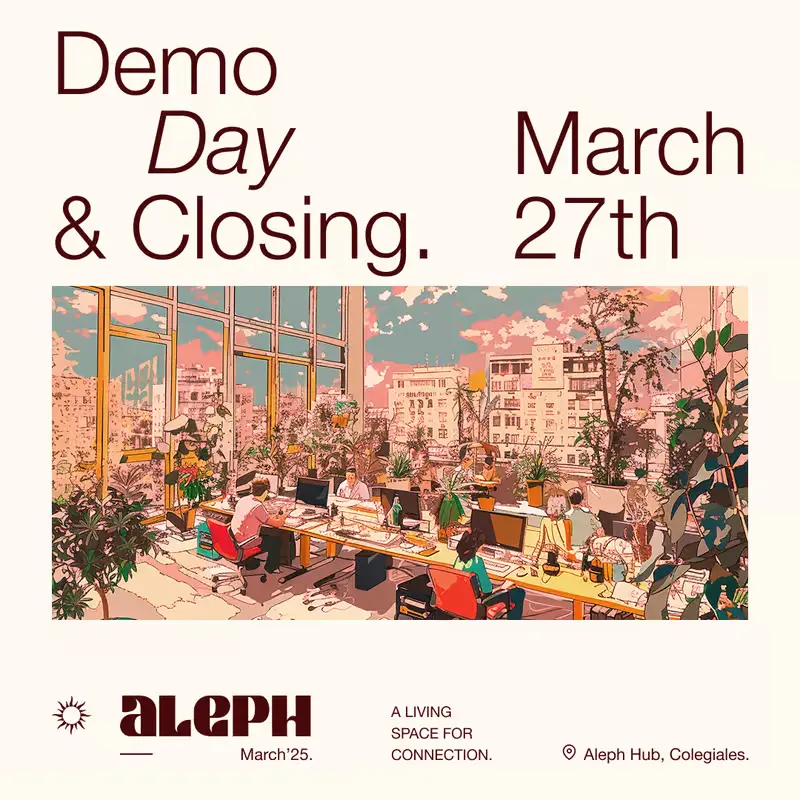 Demo
Day
& Closing.
March
27th
aLePH
March’25.
A LIVING
SPACE FOR
CONNECTION.
Aleph Hub, Colegiales.